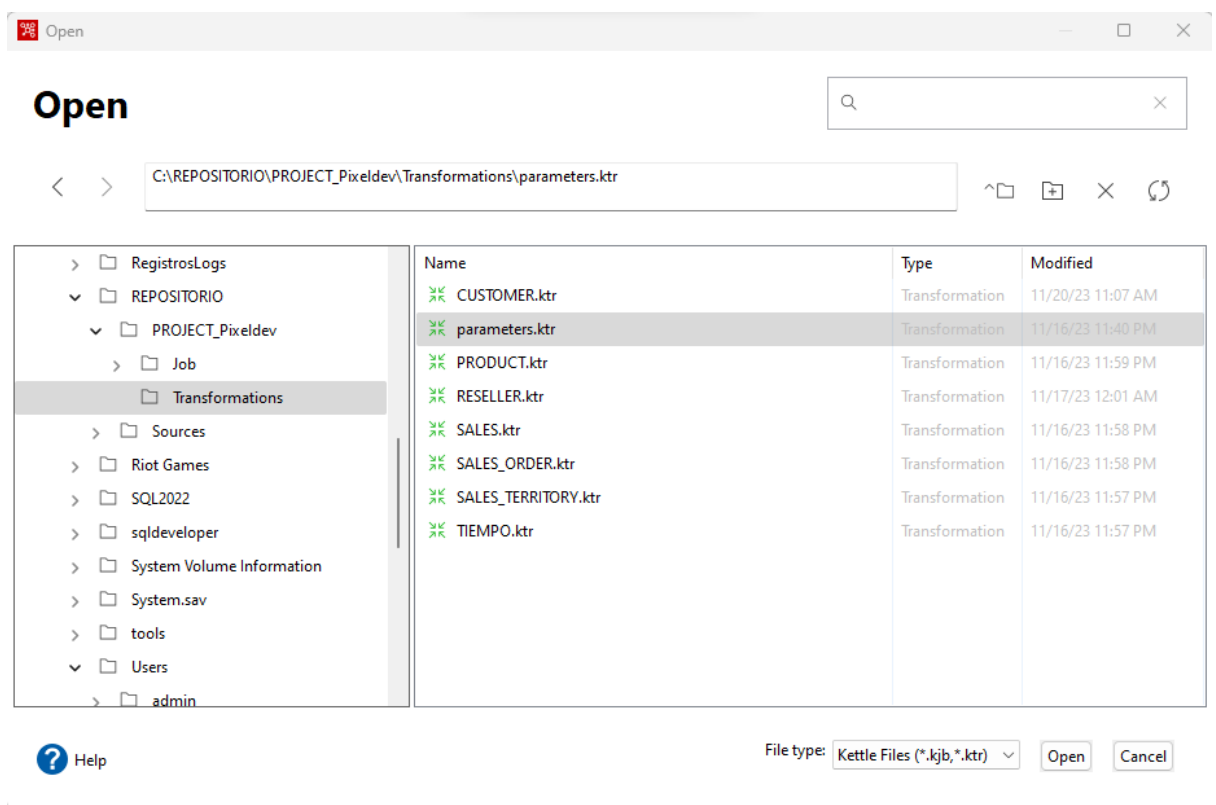 Open
Open
C:\REPOSITORIO\PROJECT_Pixeldev\Transformations\parameters.ktr
RegistrosLogs
REPOSITORIO
PROJECT_Pixeldev
Job
Transformations
Sources
Riot Games
SQL2022
sqldeveloper
System Volume Information
System.sav
tools
Users
admin
Name Type Modified
CUSTOMER.ktr Transformation 11/20/23 11:07 AM
parameters.ktr Transformation 11/16/23 11:40 PM
PRODUCT.ktr Transformation 11/16/23 11:59 PM
RESELLER.ktr Transformation 11/17/23 12:01 AM
SALES.ktr Transformation 11/16/23 11:58 PM
SALES_ORDER.ktr Transformation 11/16/23 11:58 PM
SALES_TERRITORY.ktr Transformation 11/16/23 11:57 PM
TIEMPO.ktr Transformation 11/16/23 11:57 PM
? Help
File type: Kettle Files (*.kjb,*.ktr) Open Cancel